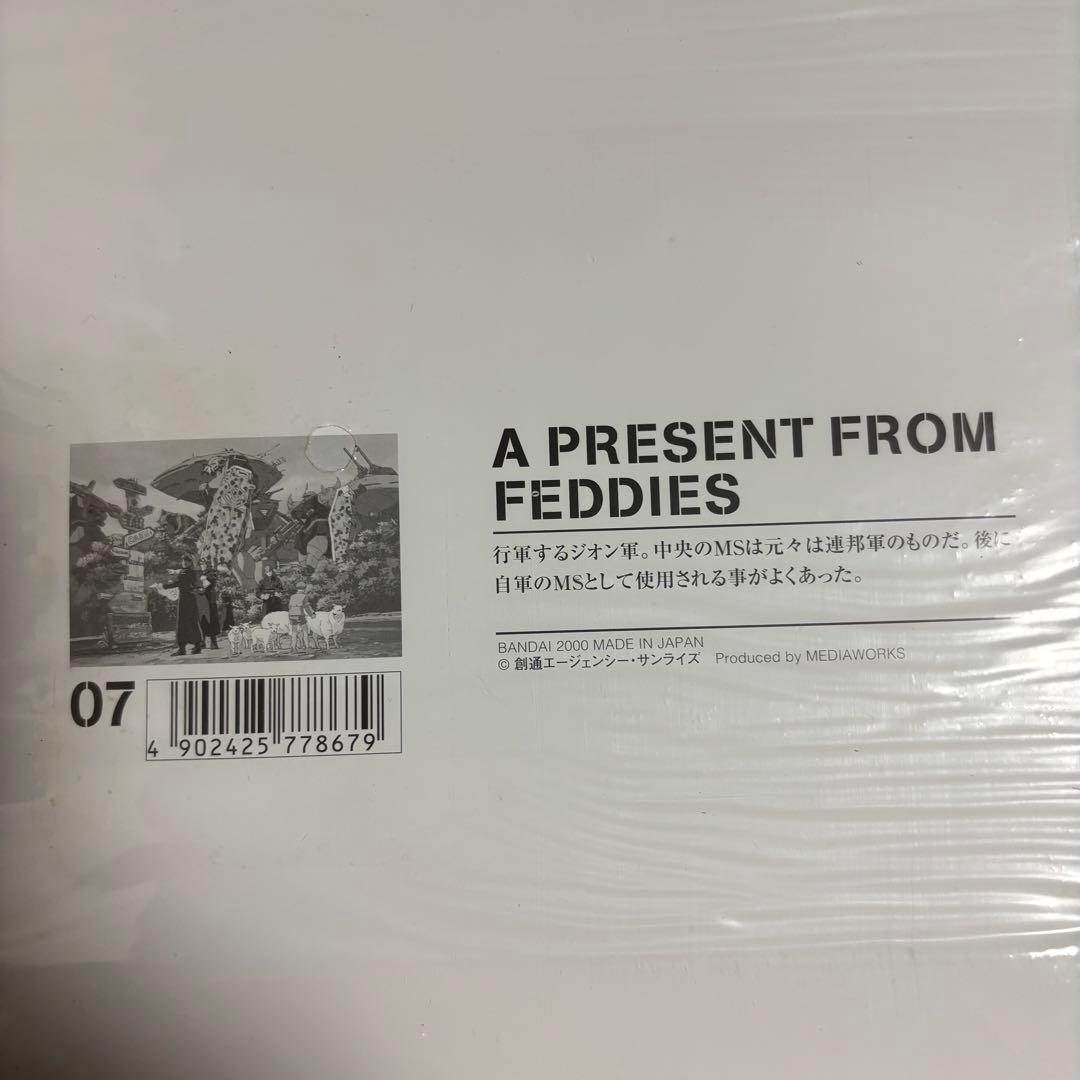 A PRESENT FROM
FEDDIES
行軍するジオン軍。中央のMSは元々は連邦軍のものだ。後に
自軍のMSとして使用される事がよくあった。
BANDAI 2000 MADE IN JAPAN
© 創通エージェンシー・サンライズ Produced by MEDIAWORKS
07
4 902425 778679